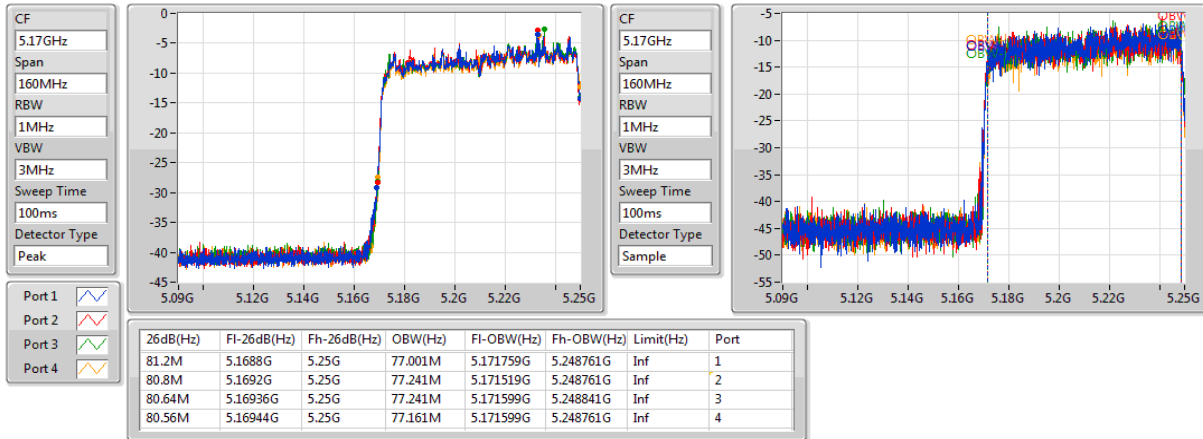 CF
5.17GHz
Span
160MHz
RBW
1MHz
VBW
3MHz
Sweep Time
100ms
Detector Type
Peak
0
-5
-10
-15
-20
-25
-30
-35
-40
-45
5.09G 5.12G 5.14G 5.16G 5.18G 5.2G 5.22G 5.25G
CF
5.17GHz
Span
160MHz
RBW
1MHz
VBW
3MHz
Sweep Time
100ms
Detector Type
Sample
-5
-10
-15
-20
-25
-30
-35
-40
-45
-50
-55
5.09G 5.12G 5.14G 5.16G 5.18G 5.2G 5.22G 5.25G
Port 1
Port 2
Port 3
Port 4
26dB(Hz) Fl-26dB(Hz) Fh-26dB(Hz) OBW(Hz) Fl-OBW(Hz) Fh-OBW(Hz) Limit(Hz) Port
81.2M 5.1688G 5.25G 77.001M 5.171759G 5.248761G Inf 1
80.8M 5.1692G 5.25G 77.241M 5.171519G 5.248761G Inf 2
80.64M 5.16936G 5.25G 77.241M 5.171599G 5.248841G Inf 3
80.56M 5.16944G 5.25G 77.161M 5.171599G 5.248761G Inf 4